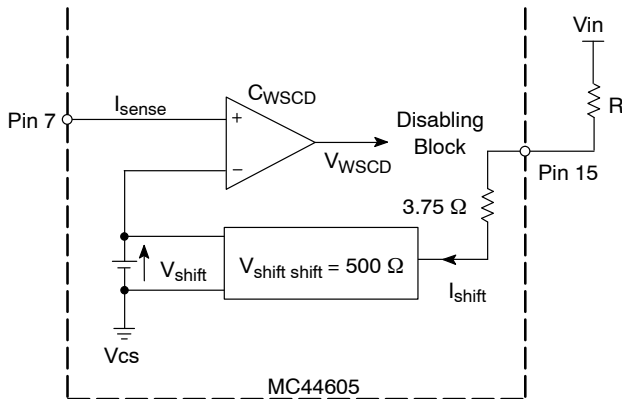 Vin
CWSCD
Isense
Pin 7
+
R
Disabling
Block
VWSCD
−
Pin 15
3.75 Ω
Vshift
Vshift shift = 500 Ω
Ishift
Vcs
MC44605